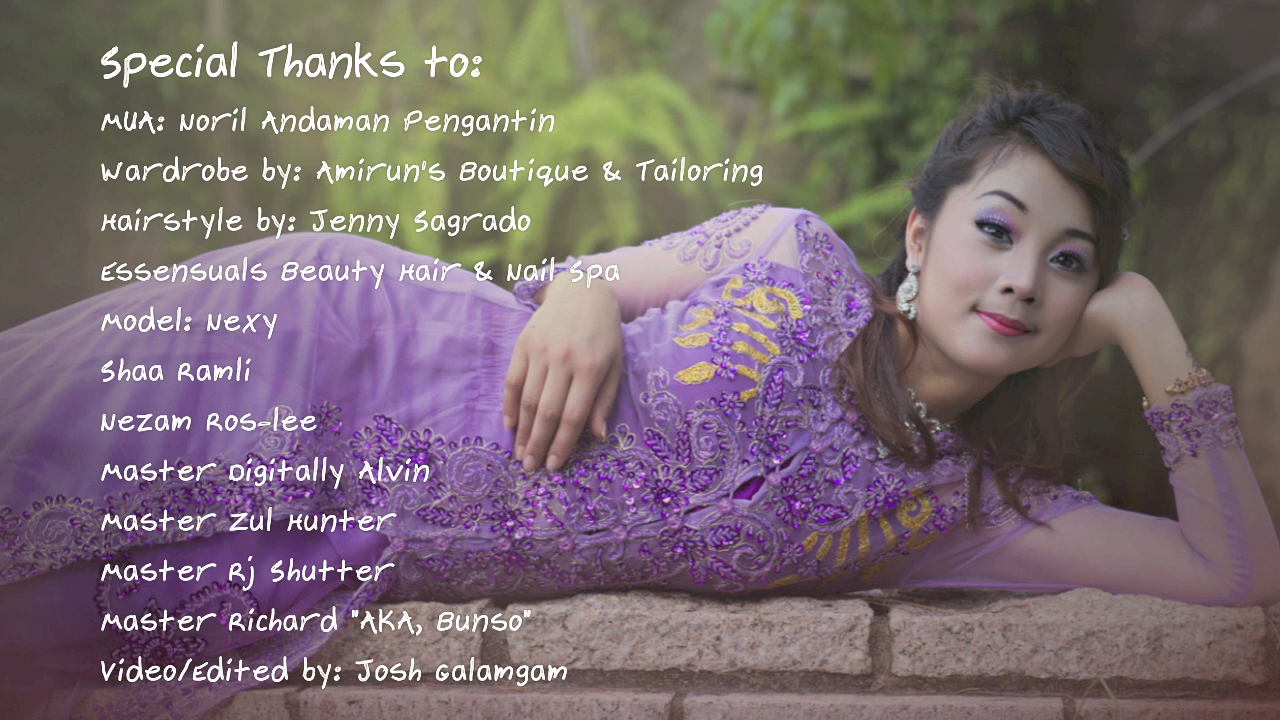 Special Thanks to:
MUA: Noril Andaman Pengantin
Wardrobe by: Amirun's Boutique & Tailoring
Hairstyle by: Jenny Sagrado
Essensuals Beauty Hair & Nail Spa
Model: Nexy
Shaa Ramli
Nezam Ros-lee
Master Digitally Alvin
Master Zul Hunter
Master Rj Shutter
Master Richard "AKA, Bunso"
Video/Edited by: Josh Galamgam